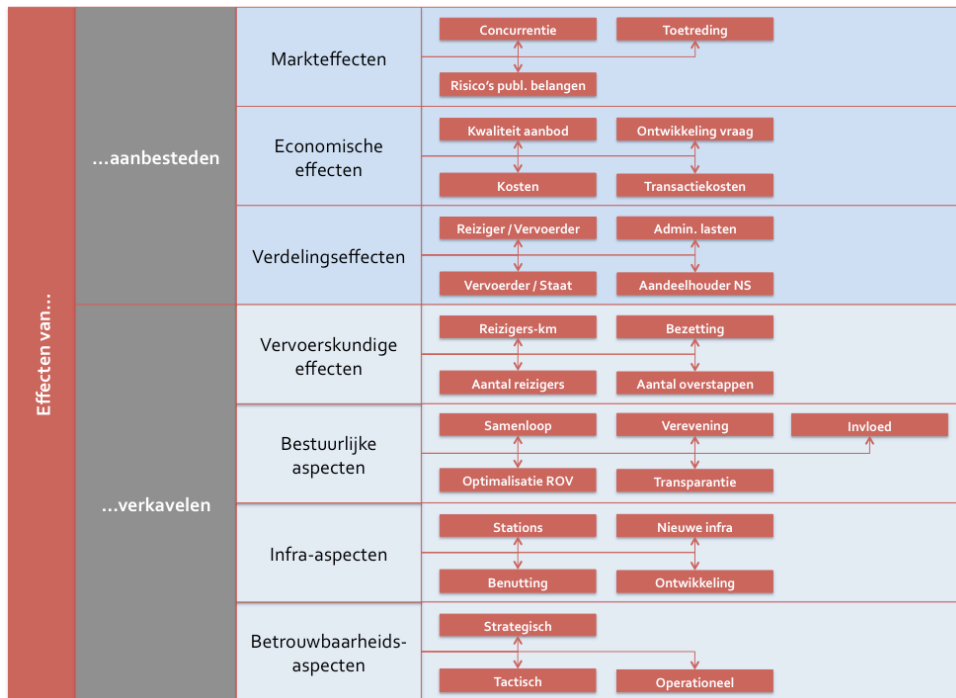 Effecten van...
...aanbesteden
Markteffecten
Concurrentie
Toetreding
Risico's publ. belangen
Economische
effecten
Kwaliteit aanbod
Ontwikkeling vraag
Kosten
Transactiekosten
Verdelingseffecten
Reiziger / Vervoerder
Admin. lasten
Vervoerder / Staat
Aandeelhouder NS
...verkavelen
Vervoerskundige
effecten
Reizigers-km
Bezetting
Aantal reizigers
Aantal overstappen
Bestuurlijke
aspecten
Samenloop
Verevening
Invloed
Optimalisatie ROV
Transparantie
Infra-aspecten
Stations
Nieuwe infra
Benutting
Ontwikkeling
Betrouwbaarheids-
aspecten
Strategisch
Tactisch
Operationeel